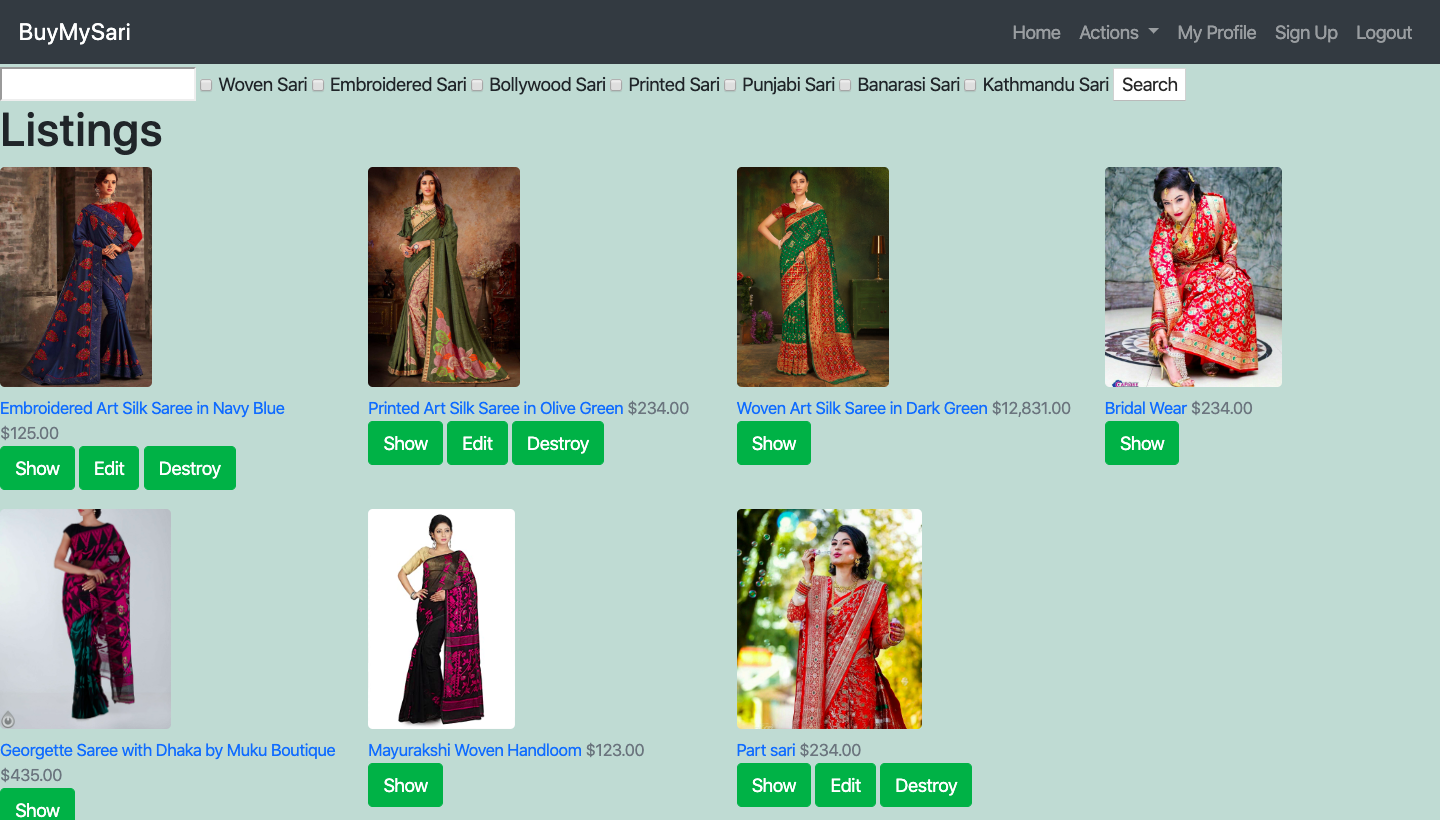 BuyMySari Home Actions My Profile Sign Up Logout
Woven Sari Embroidered Sari Bollywood Sari Printed Sari Punjabi Sari Banarasi Sari Kathmandu Sari Search
Listings
Embroidered Art Silk Saree in Navy Blue
$125.00
Show Edit Destroy
Printed Art Silk Saree in Olive Green $234.00
Show Edit Destroy
Woven Art Silk Saree in Dark Green $12,831.00
Show
Bridal Wear $234.00
Show
Georgette Saree with Dhaka by Muku Boutique
$435.00
Show
Mayurakshi Woven Handloom $123.00
Show
Part sari $234.00
Show Edit Destroy